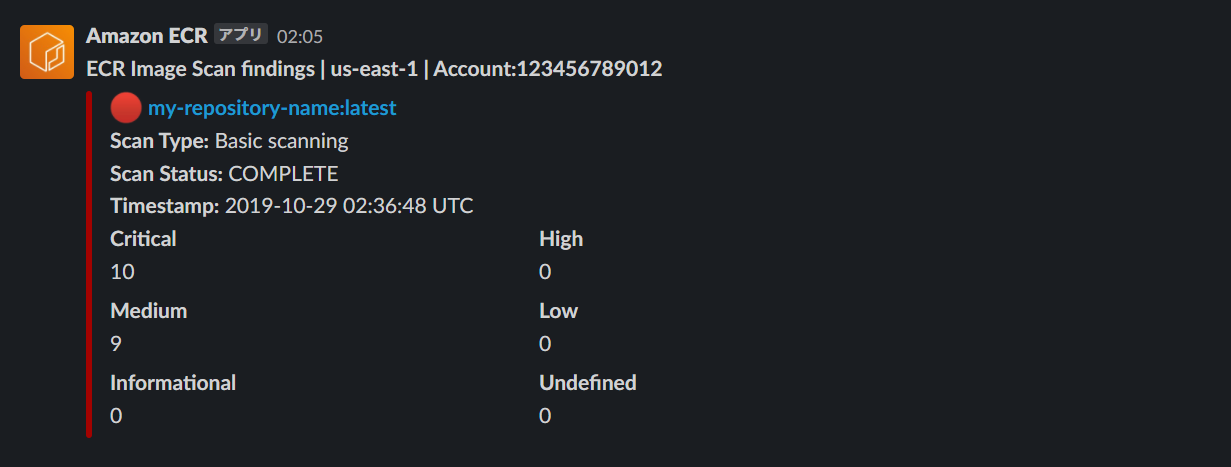 Amazon ECR アプリ 02:05
ECR Image Scan findings | us-east-1 | Account:123456789012
my-repository-name:latest
Scan Type: Basic scanning
Scan Status: COMPLETE
Timestamp: 2019-10-29 02:36:48 UTC
Critical High
10 0
Medium Low
9 0
Informational Undefined
0 0